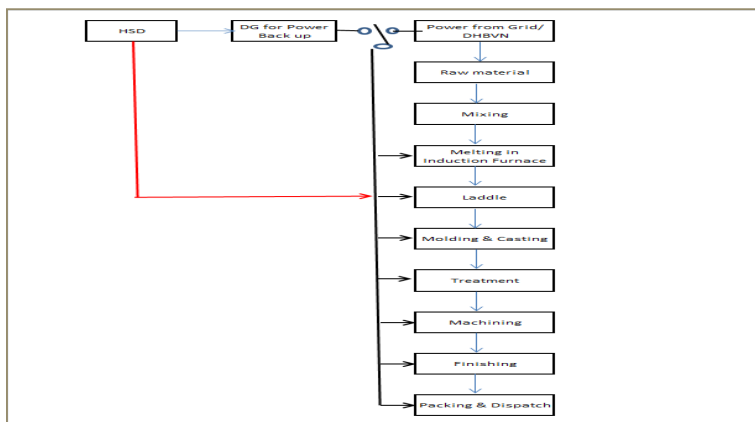 HSD
DG for Power
Back up
Power from Grid/
DHBVN
Raw material
Mixing
Melting in
Induction Furnace
Laddle
Molding & Casting
Treatment
Machining
Finishing
Packing & Dispatch